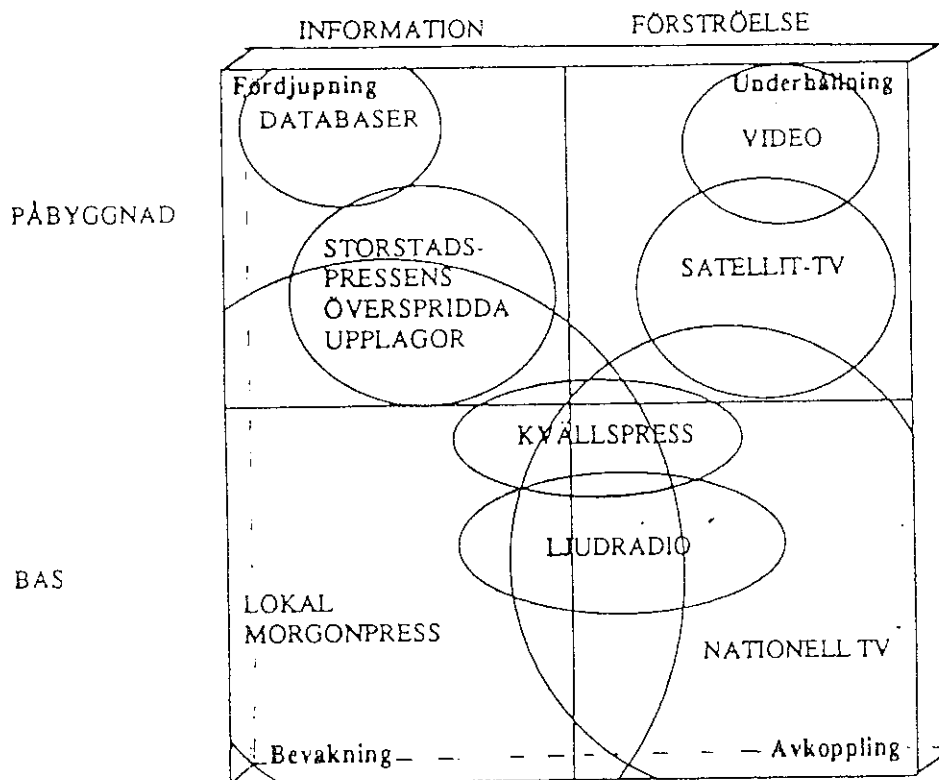 INFORMATION
FÖRSTRÖELSE
Fördjupning
Underhållning
DATABASER
VIDEO
PÅBYGGNAD
STORSTADS-
PRESSENS
ÖVERSPRIDDA
UPPLAGOR
SATELLIT-TV
KVÄLLSPRESS
LJUDRADIO
BAS
LOKAL
MORGONPRESS
NATIONELL TV
Bevakning
Avkoppling